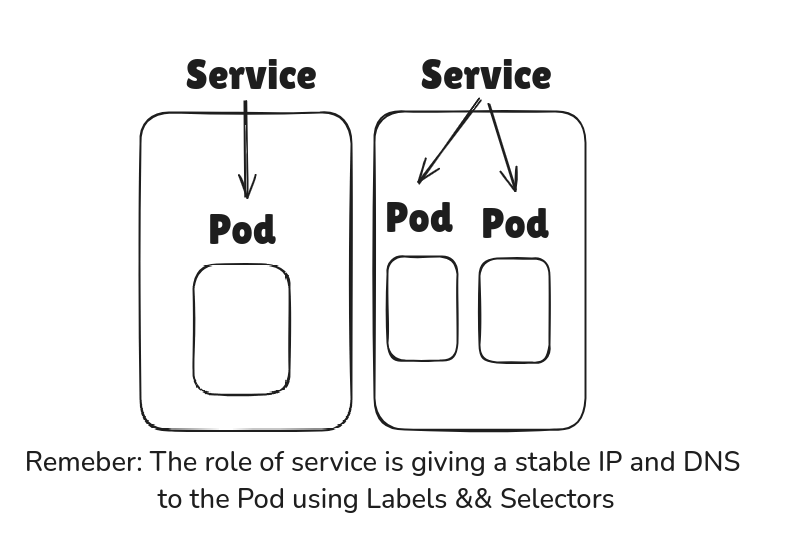 Service
Service
Pod
Pod
Pod
Remeber: The role of service is giving a stable IP and DNS
to the Pod using Labels && Selectors